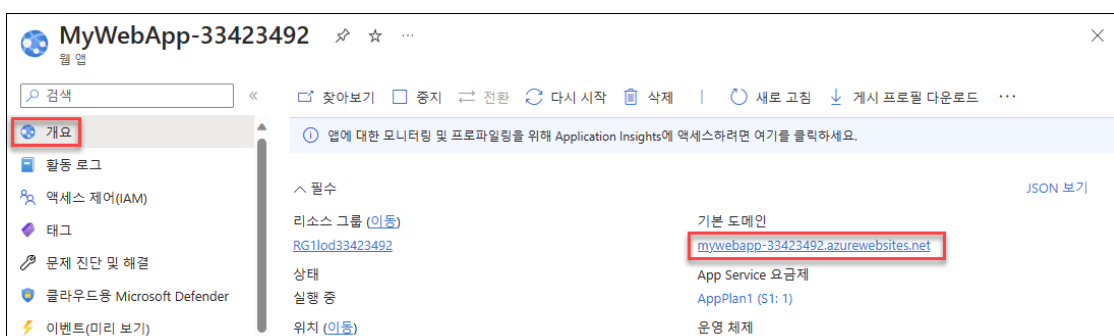 MyWebApp-33423492
웹 앱
검색
찾아보기 중지 전환 다시 시작 삭제 새로 고침 게시 프로필 다운로드
개요
앱에 대한 모니터링 및 프로파일링을 위해 Application Insights에 액세스하려면 여기를 클릭하세요.
활동 로그
액세스 제어(IAM)
태그
문제 진단 및 해결
클라우드용 Microsoft Defender
이벤트(미리 보기)
필수
JSON 보기
리소스 그룹 (이동)
RG1lod33423492
상태
실행 중
위치 (이동)
기본 도메인
mywebapp-33423492.azurewebsites.net
App Service 요금제
AppPlan1 (S1: 1)
운영 체제